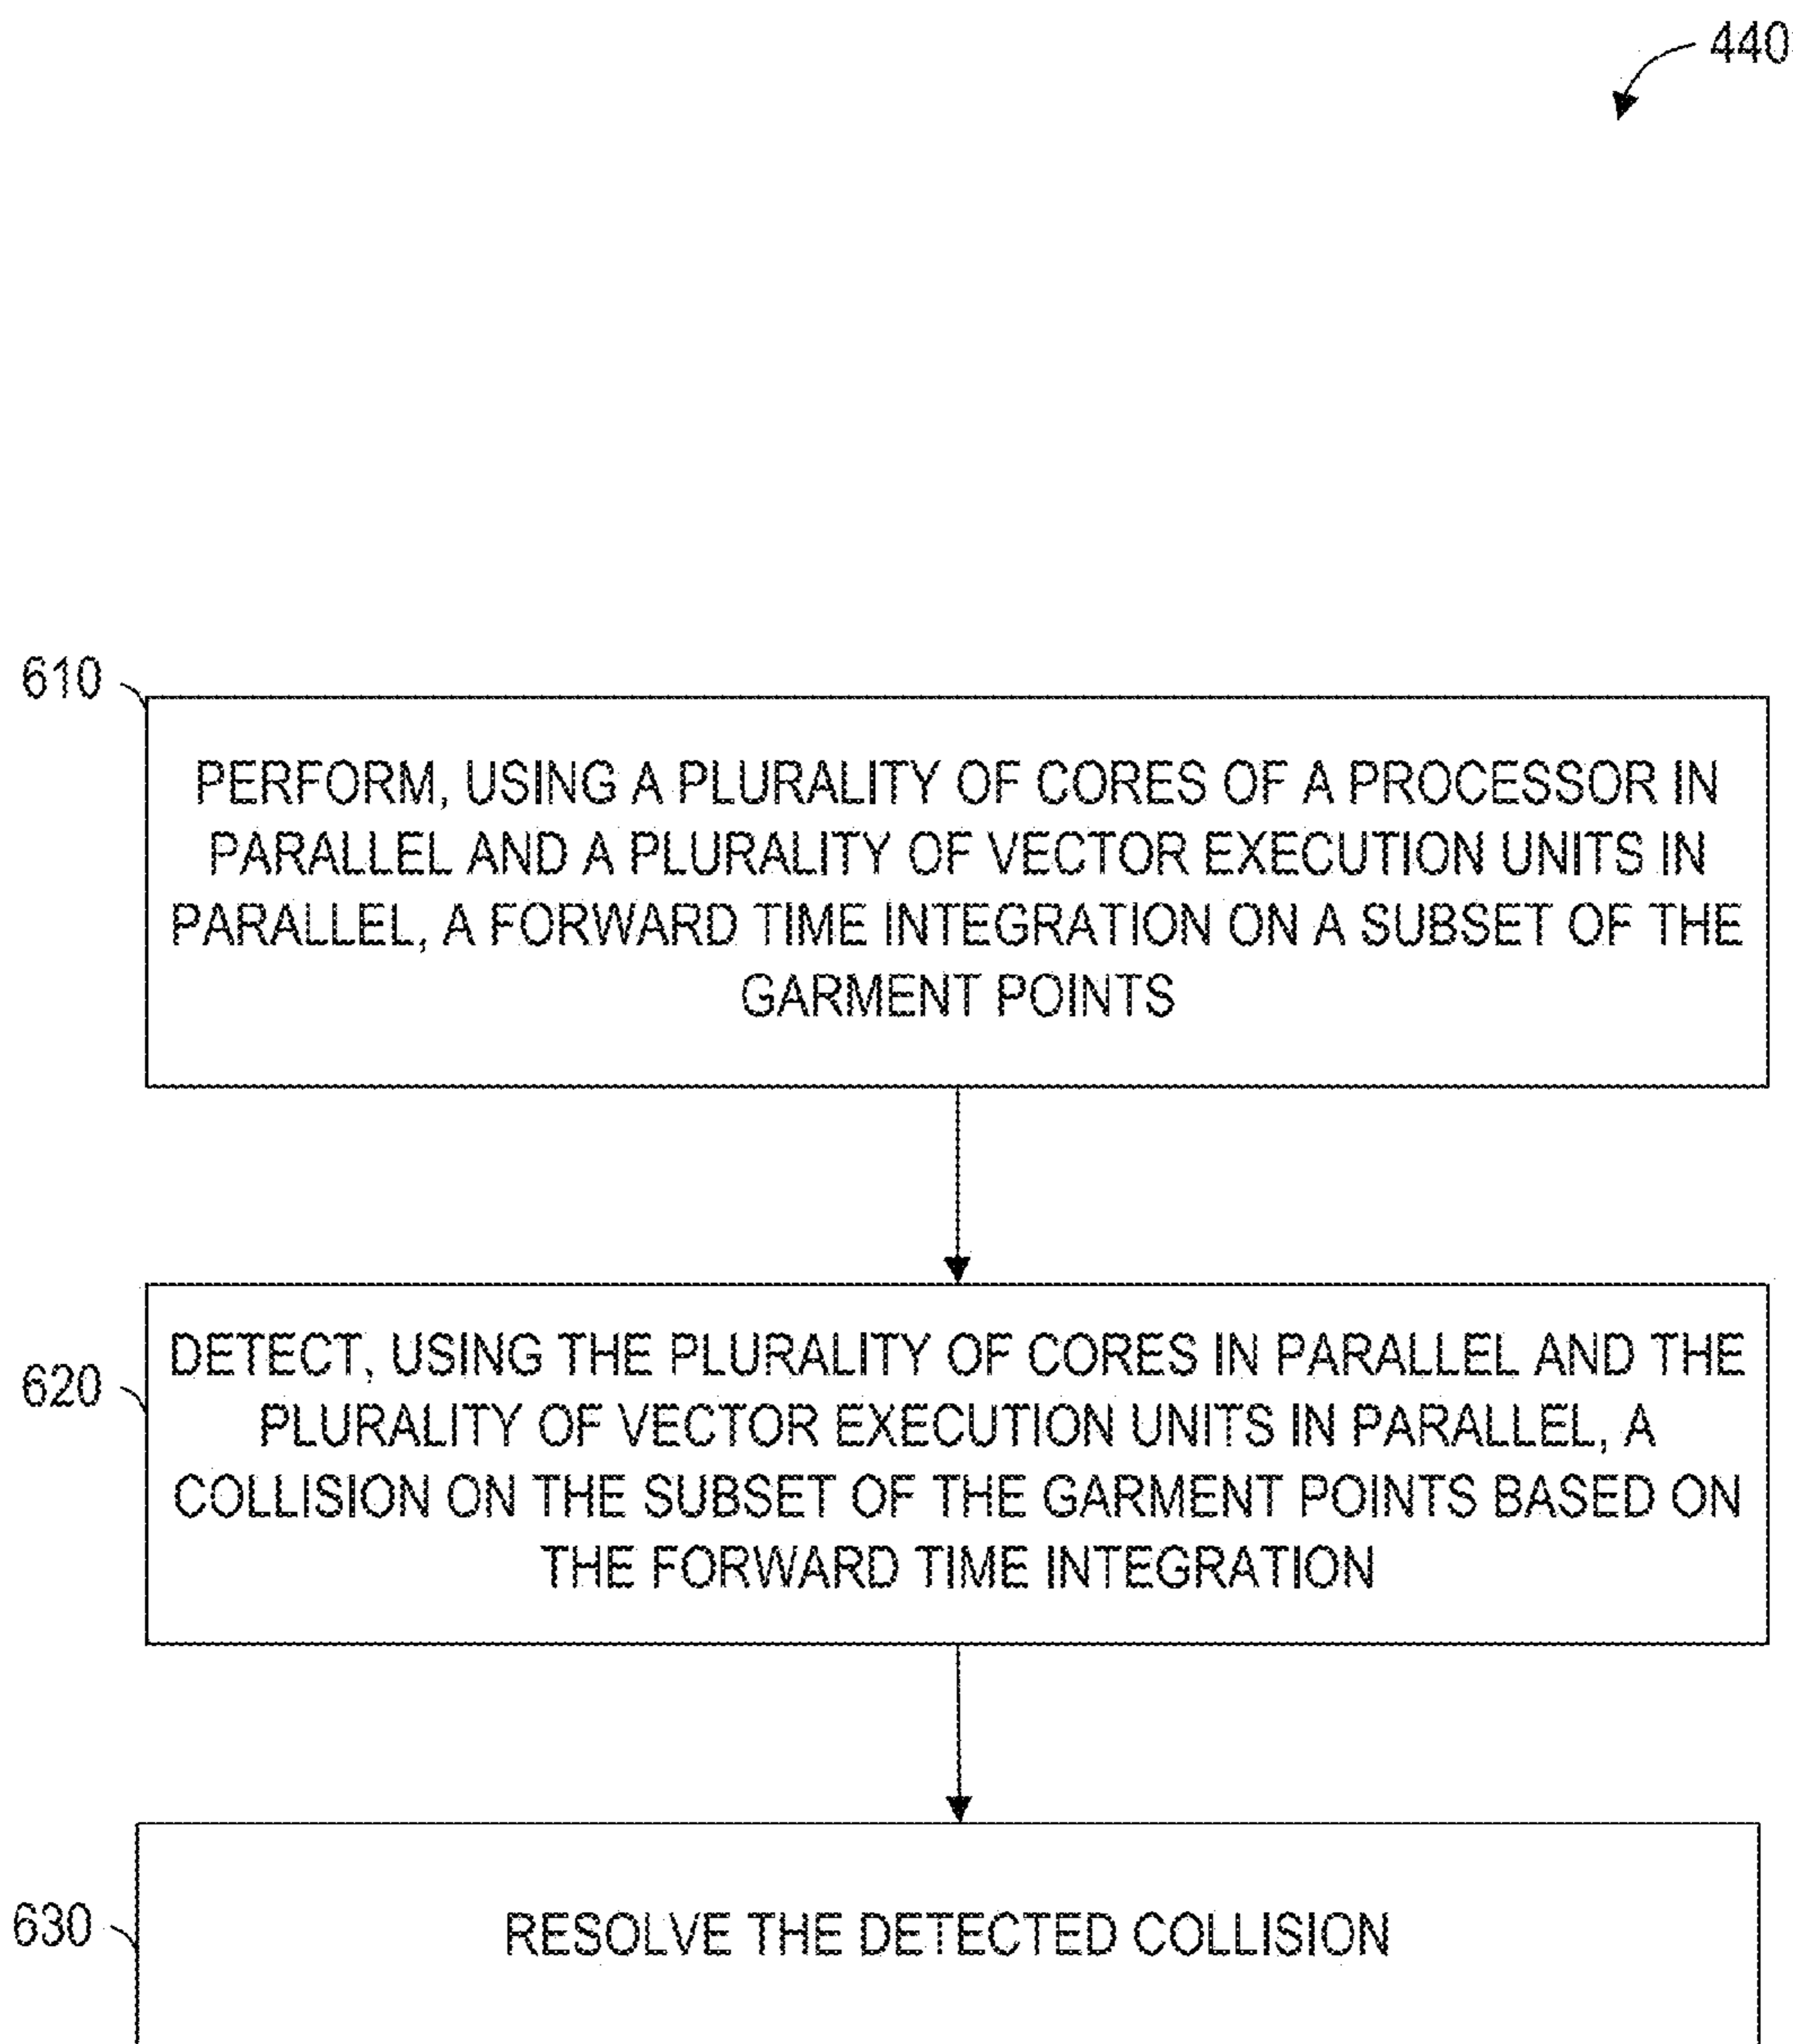 440
610
PERFORM, USING A PLURALITY OF CORES OF A PROCESSOR IN
PARALLEL AND A PLURALITY OF VECTOR EXECUTION UNITS IN
PARALLEL, A FORWARD TIME INTEGRATION ON A SUBSET OF THE
GARMENT POINTS
620
DETECT, USING THE PLURALITY OF CORES IN PARALLEL AND THE
PLURALITY OF VECTOR EXECUTION UNITS IN PARALLEL, A
COLLISION ON THE SUBSET OF THE GARMENT POINTS BASED ON
THE FORWARD TIME INTEGRATION
630
RESOLVE THE DETECTED COLLISION